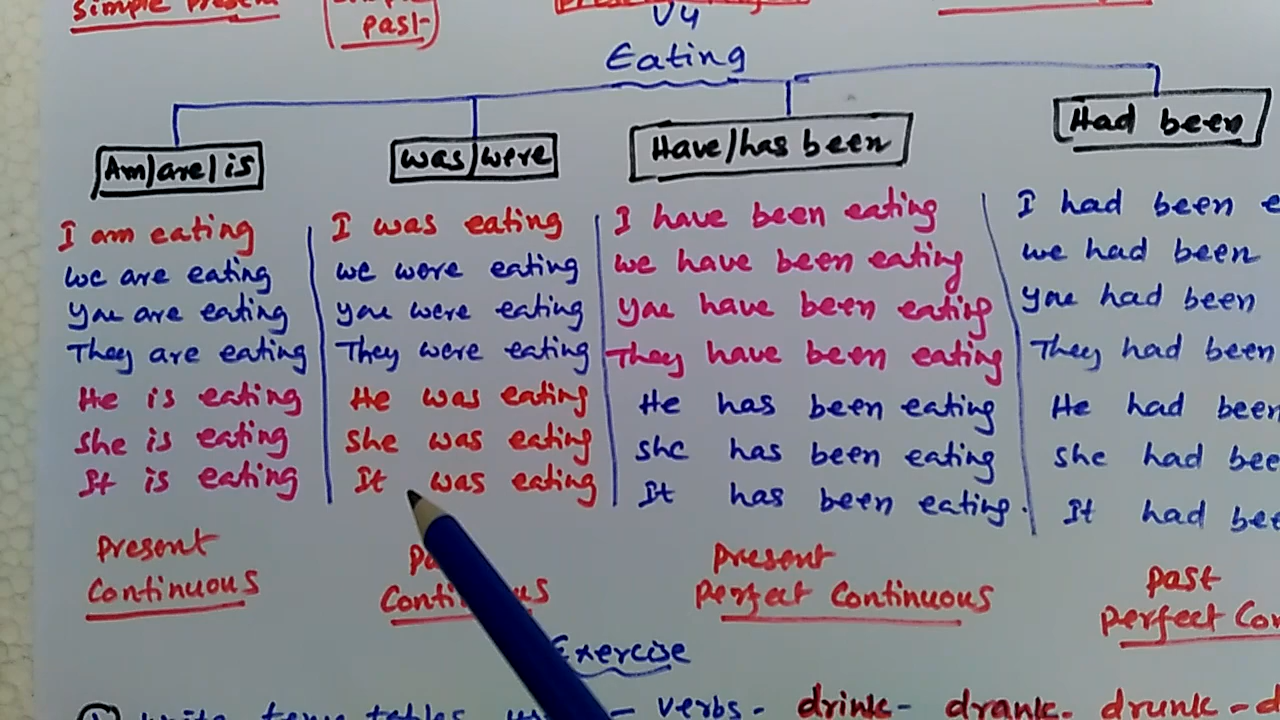 Simple Present
past
V4
Eating
Am/are/is
was/were
Have/has been
Had been
I am eating
we are eating
you are eating
They are eating
He is eating
she is eating
It is eating
Present
Continuous
I was eating
we were eating
you were eating
They were eating
He was eating
she was eating
It was eating
I have been eating
we have been eating
you have been eating
They have been eating
He has been eating
she has been eating
It has been eating.
Present
Perfect Continuous
I had been
we had been
you had been
They had been
He had been
she had
It had
past
Perfect
Exercise
verbs - drink - drank - drunk -